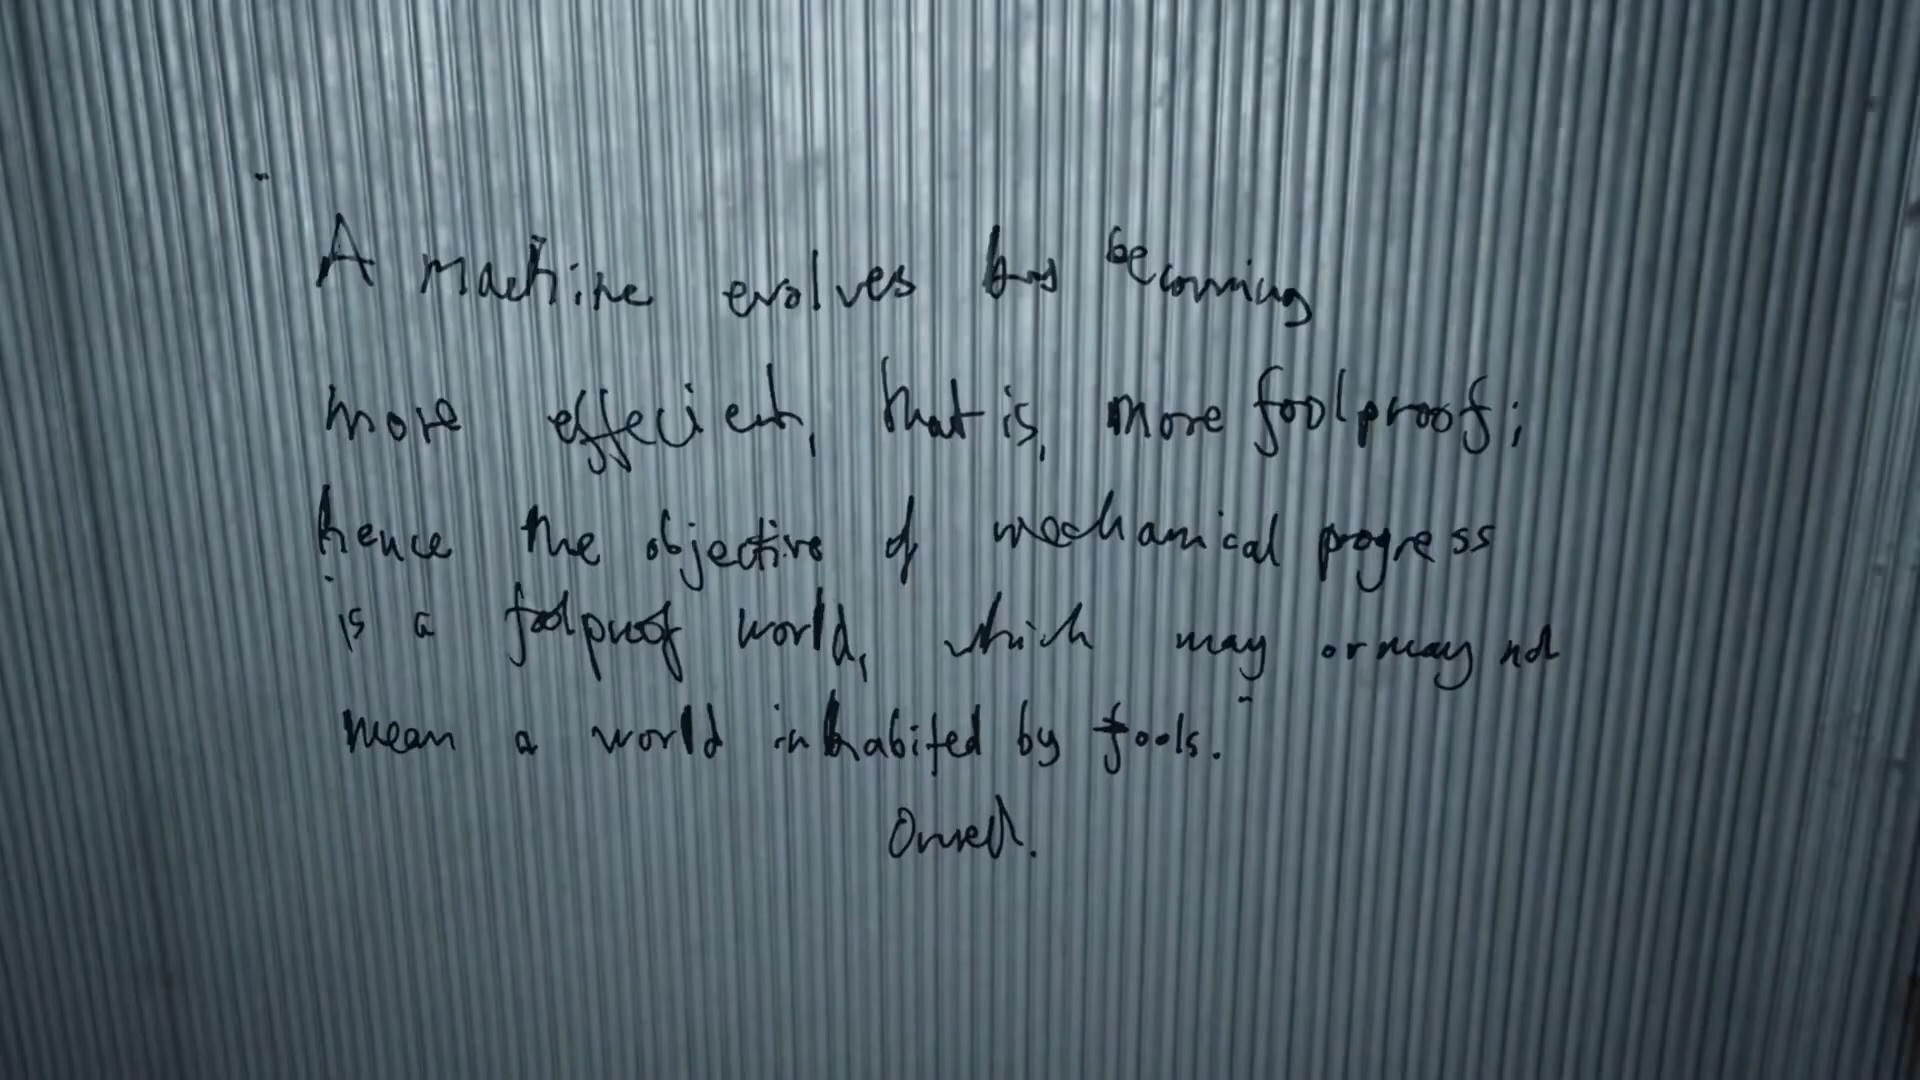 A machine evolves by becoming
more effecient, that is, more foolproof;
hence the objective of mechanical progress
is a foolproof world, which may or may not
mean a world inhabited by fools."
Orwell.